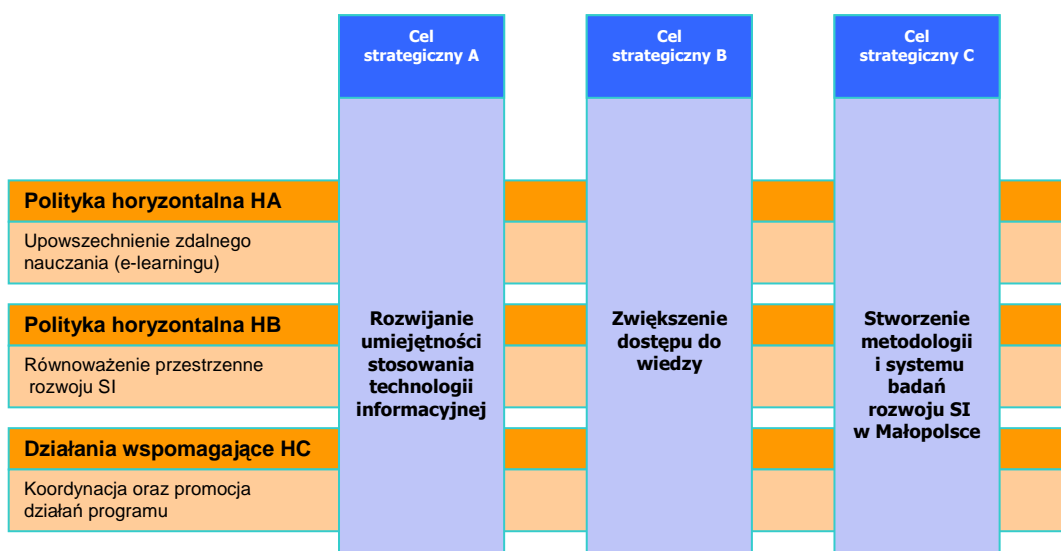 Cel
strategiczny A
Cel
strategiczny B
Cel
strategiczny C
Polityka horyzontalna HA
Upowszechnienie zdalnego
nauczania (e-learningu)
Polityka horyzontalna HB
Równoważenie przestrzenne
rozwoju SI
Działania wspomagające HC
Koordynacja oraz promocja
działań programu
Rozwijanie
umiejętności
stosowania
technologii
informacyjnej
Zwiększenie
dostępu do
wiedzy
Stworzenie
metodologii
i systemu
badań
rozwoju SI
w Małopolsce